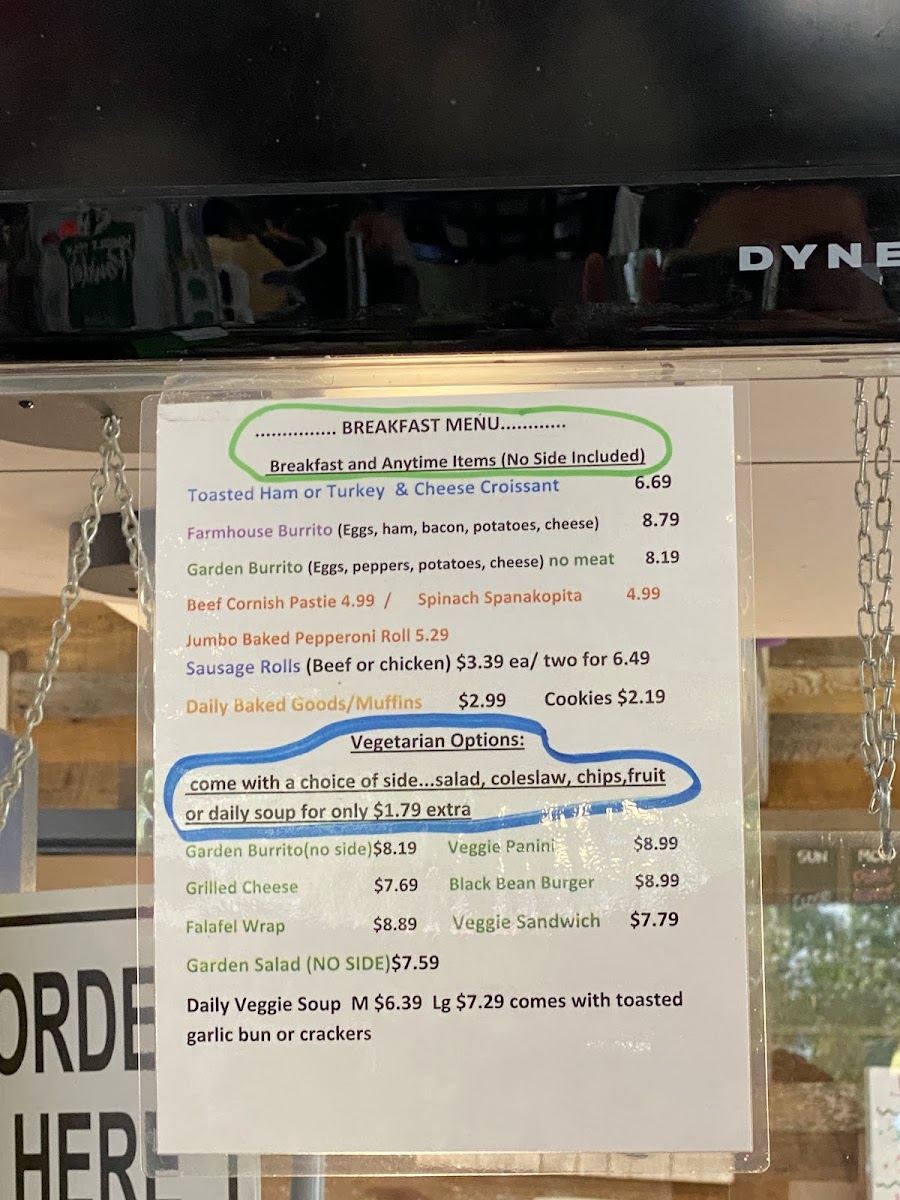 DYNE
............... BREAKFAST MENU............
Breakfast and Anytime Items (No Side Included)
Toasted Ham or Turkey & Cheese Croissant 6.69
Farmhouse Burrito (Eggs, ham, bacon, potatoes, cheese) 8.79
Garden Burrito (Eggs, peppers, potatoes, cheese) no meat 8.19
Beef Cornish Pastie 4.99 / Spinach Spanakopita 4.99
Jumbo Baked Pepperoni Roll 5.29
Sausage Rolls (Beef or chicken) $3.39 ea/ two for 6.49
Daily Baked Goods/Muffins $2.99 Cookies $2.19
Vegetarian Options:
come with a choice of side...salad, coleslaw, chips,fruit
or daily soup for only $1.79 extra
Garden Burrito(no side)$8.19 Veggie Panini $8.99
Grilled Cheese $7.69 Black Bean Burger $8.99
Falafel Wrap $8.89 Veggie Sandwich $7.79
Garden Salad (NO SIDE)$7.59
Daily Veggie Soup M $6.39 Lg $7.29 comes with toasted
garlic bun or crackers
ORDE
HERE
SUN